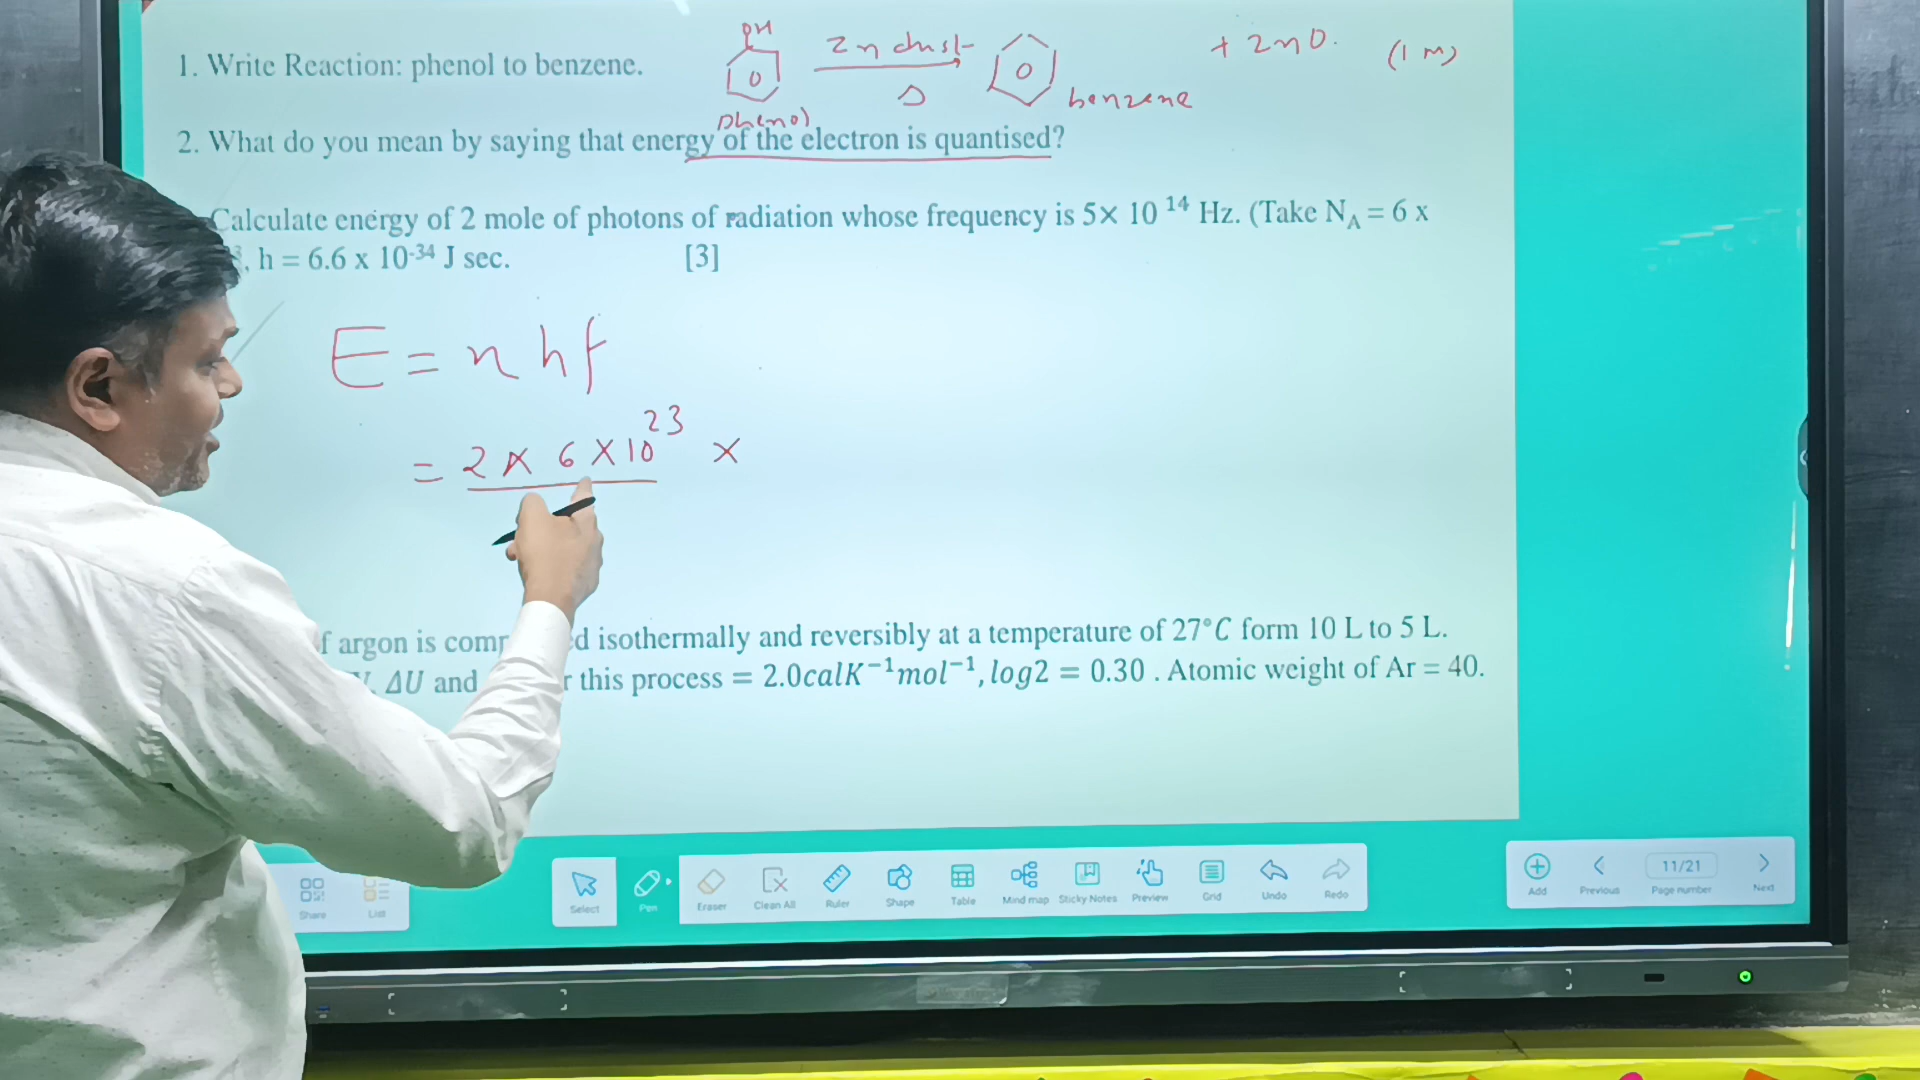 1. Write Reaction: phenol to benzene.
OH
Zn dust
Δ
phenol
benzene
+ ZnO.
(1 M)
2. What do you mean by saying that energy of the electron is quantised?
Calculate energy of 2 mole of photons of radiation whose frequency is 5× 10 ¹⁴ Hz. (Take N_A = 6 x
, h = 6.6 x 10⁻³⁴ J sec. [3]
E = n h f
= 2 × 6 × 10²³ ×
f argon is com d isothermally and reversibly at a temperature of 27°C form 10 L to 5 L.
ΔU and r this process = 2.0calK⁻¹mol⁻¹, log2 = 0.30 . Atomic weight of Ar = 40.
Share
List
Select
Pen
Eraser
Clean All
Ruler
Shape
Table
Mind map
Sticky Notes
Preview
Grid
Undo
Redo
Add
Previous
11/21
Page number
Next